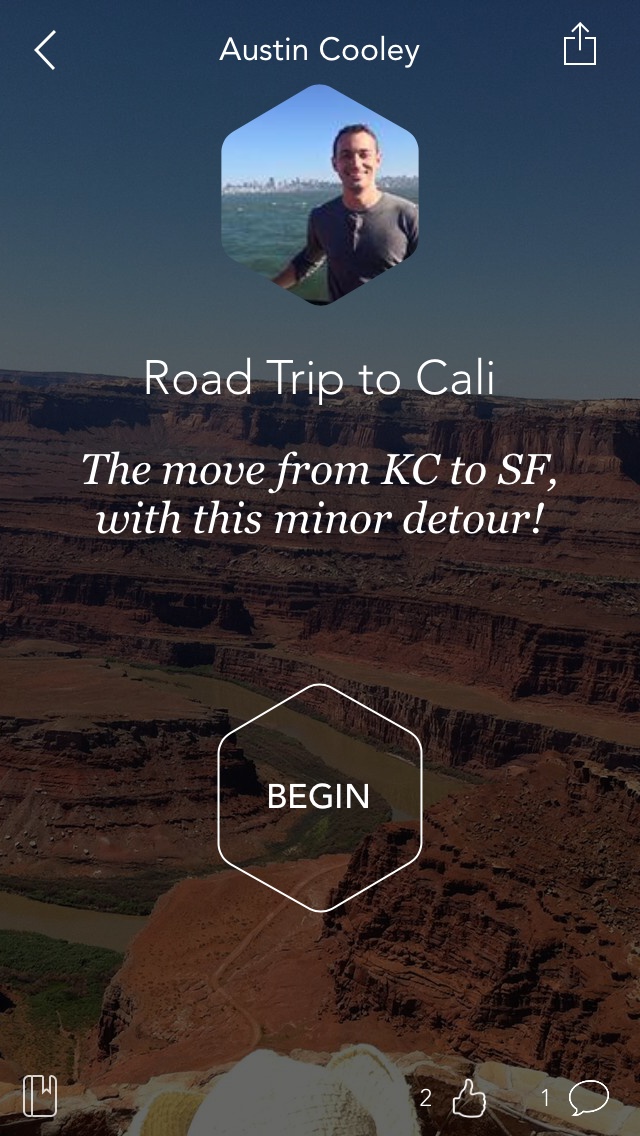 Austin Cooley
Road Trip to Cali
The move from KC to SF,
with this minor detour!
BEGIN
2
1